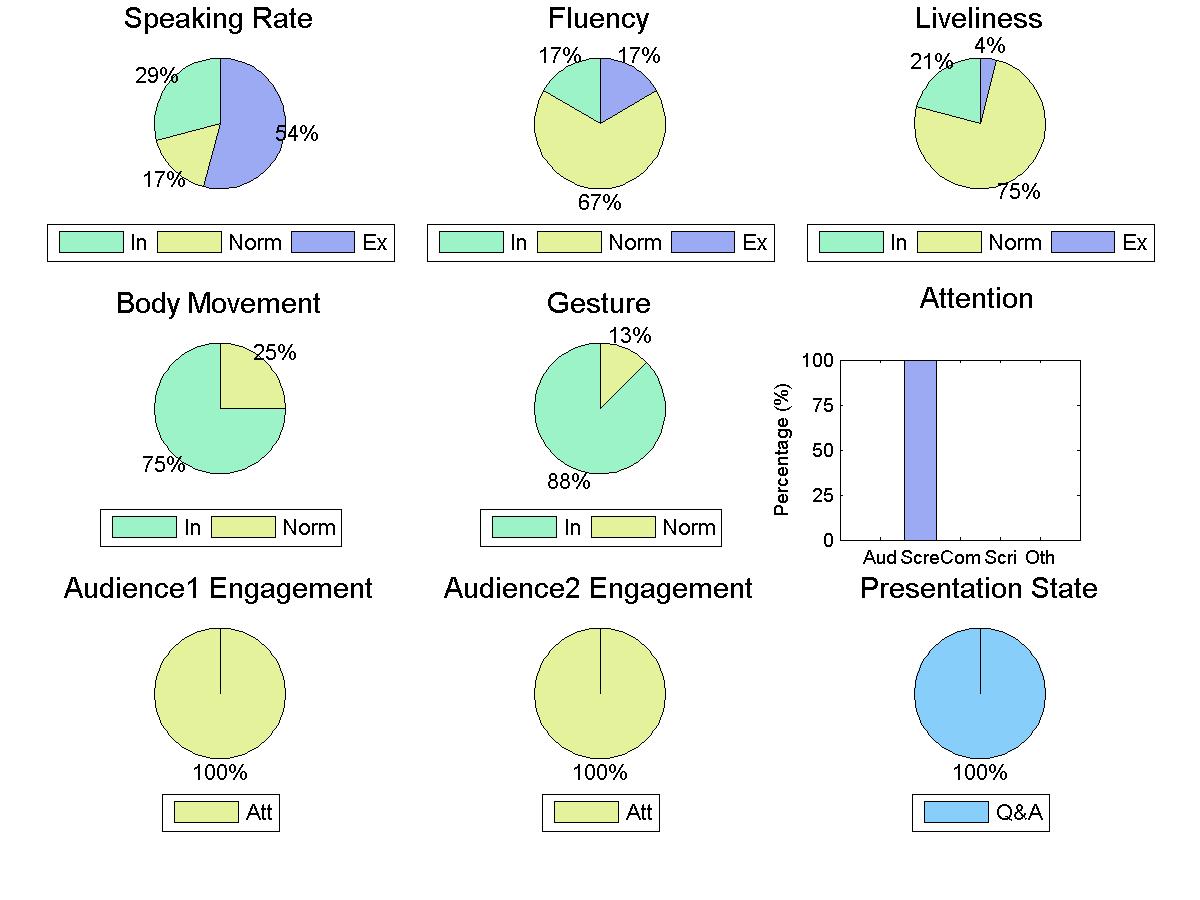 Speaking Rate
29%
54%
17%
In Norm Ex
Fluency
17% 17%
67%
In Norm Ex
Liveliness
4%
21%
75%
In Norm Ex
Body Movement
25%
75%
In Norm
Gesture
13%
88%
In Norm
Attention
Percentage (%)
100
75
50
25
0
Aud Scre Com Scri Oth
Audience1 Engagement
100%
Att
Audience2 Engagement
100%
Att
Presentation State
100%
Q&A